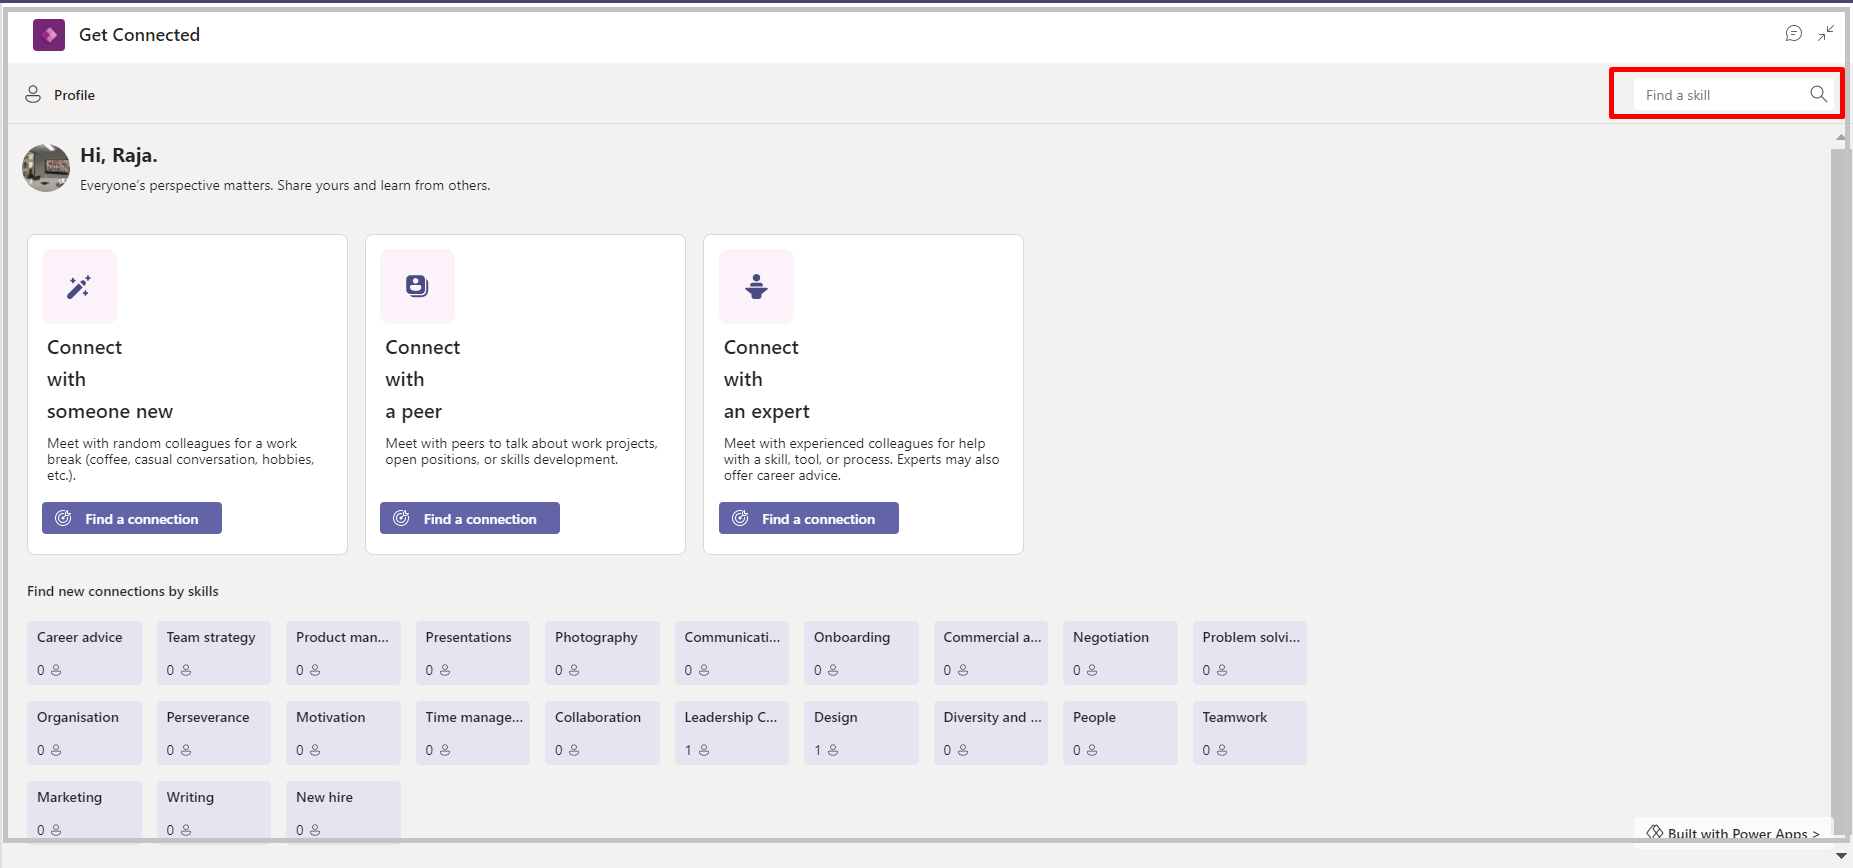 Get Connected
Profile
Find a skill
Hi, Raja.
Everyone's perspective matters. Share yours and learn from others.
Connect
with
someone new
Meet with random colleagues for a work
break (coffee, casual conversation, hobbies,
etc.).
Find a connection
Connect
with
a peer
Meet with peers to talk about work projects,
open positions, or skills development.
Find a connection
Connect
with
an expert
Meet with experienced colleagues for help
with a skill, tool, or process. Experts may also
offer career advice.
Find a connection
Find new connections by skills
Career advice
0
Team strategy
0
Product man...
0
Presentations
0
Photography
0
Communicati...
0
Onboarding
0
Commercial a...
0
Negotiation
0
Problem solvi...
0
Organisation
0
Perseverance
0
Motivation
0
Time manage...
0
Collaboration
0
Leadership C...
1
Design
1
Diversity and ...
0
People
0
Teamwork
0
Marketing
0
Writing
0
New hire
0
Built with Power Apps >